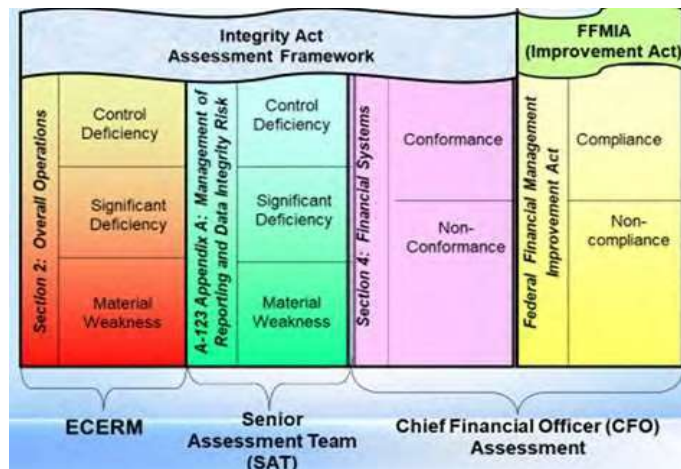 Integrity Act
Assessment Framework
FFMIA
(Improvement Act)
Section 2: Overall Operations
Control
Deficiency
Significant
Deficiency
Material
Weakness
A-123 Appendix A: Management of
Reporting and Data Integrity Risk
Control
Deficiency
Significant
Deficiency
Material
Weakness
Section 4: Financial Systems
Conformance
Non-
Conformance
Federal Financial Management
Improvement Act
Compliance
Non-
compliance
ECERM
Senior
Assessment Team
(SAT)
Chief Financial Officer (CFO)
Assessment